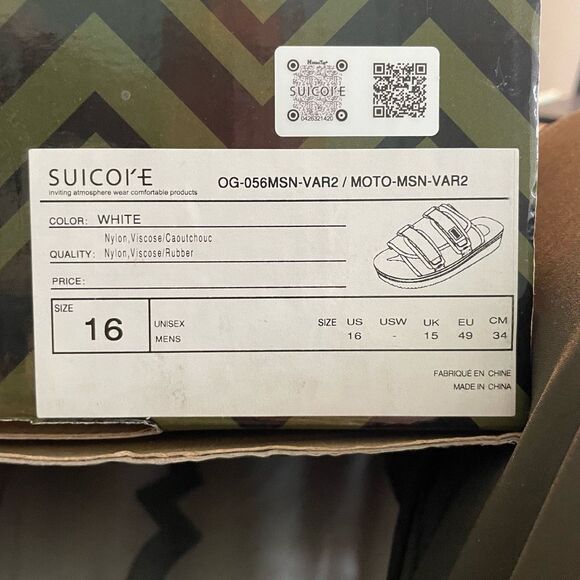 SUICOKE
0426321420
SUICOKE
inviting atmosphere wear comfortable products
OG-056MSN-VAR2 / MOTO-MSN-VAR2
COLOR: WHITE
Nylon,Viscose/Caoutchouc
QUALITY: Nylon,Viscose/Rubber
PRICE:
SIZE
16
UNISEX
MENS
SIZE US USW UK EU CM
16 - 15 49 34
FABRIQUÉ EN CHINE
MADE IN CHINA